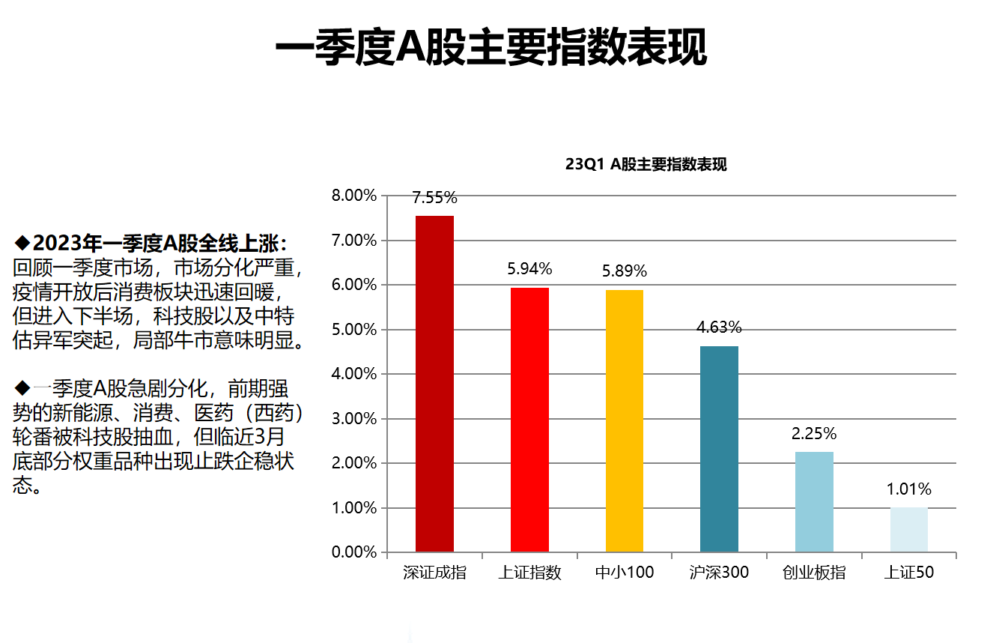 一季度A股主要指数表现
◆2023年一季度A股全线上涨：
回顾一季度市场，市场分化严重，
疫情开放后消费板块迅速回暖，
但进入下半场，科技股以及中特
估异军突起，局部牛市意味明显。
◆一季度A股急剧分化，前期强
势的新能源、消费、医药（西药）
轮番被科技股抽血，但临近3月
底部分权重品种出现止跌企稳状
态。
23Q1 A股主要指数表现
8.00%
7.00%
6.00%
5.00%
4.00%
3.00%
2.00%
1.00%
0.00%
7.55%
5.94%
5.89%
4.63%
2.25%
1.01%
深证成指
上证指数
中小100
沪深300
创业板指
上证50